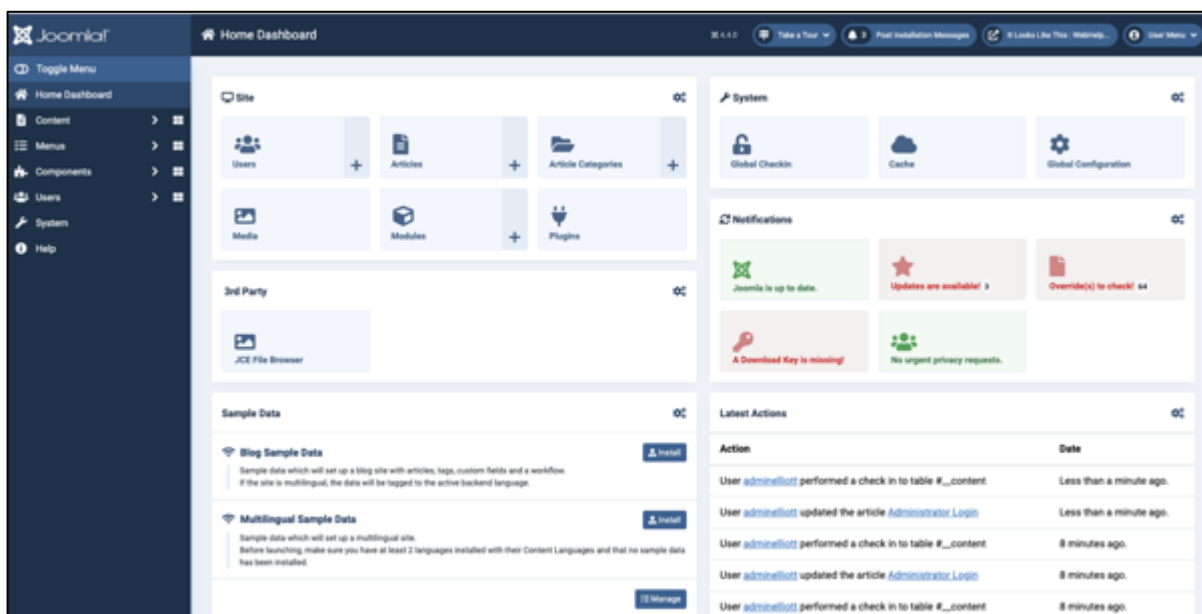 Joomla!
Home Dashboard
4.4.0
Take a Tour
3 Post Installation Messages
It Looks Like This : WebHelp...
User Menu
Toggle Menu
Home Dashboard
Content
Menus
Components
Users
System
Help
Site
Users
Articles
Article Categories
Media
Modules
Plugins
3rd Party
JCE File Browser
Sample Data
Blog Sample Data
Install
Sample data which will set up a blog site with articles, tags, custom fields and a workflow.
If the site is multilingual, the data will be tagged to the active backend language.
Multilingual Sample Data
Install
Sample data which will set up a multilingual site.
Before launching, make sure you have at least 2 languages installed with their Content Languages and that no sample data
has been installed.
Manage
System
Global Checkin
Cache
Global Configuration
Notifications
Joomla is up to date.
Updates are available! 3
Override(s) to check! 64
A Download Key is missing!
No urgent privacy requests.
Latest Actions
Action Date
User adminelliott performed a check in to table #__content Less than a minute ago.
User adminelliott updated the article Administrator Login Less than a minute ago.
User adminelliott performed a check in to table #__content 8 minutes ago.
User adminelliott updated the article Administrator Login 8 minutes ago.
User adminelliott performed a check in to table #__content 8 minutes ago.